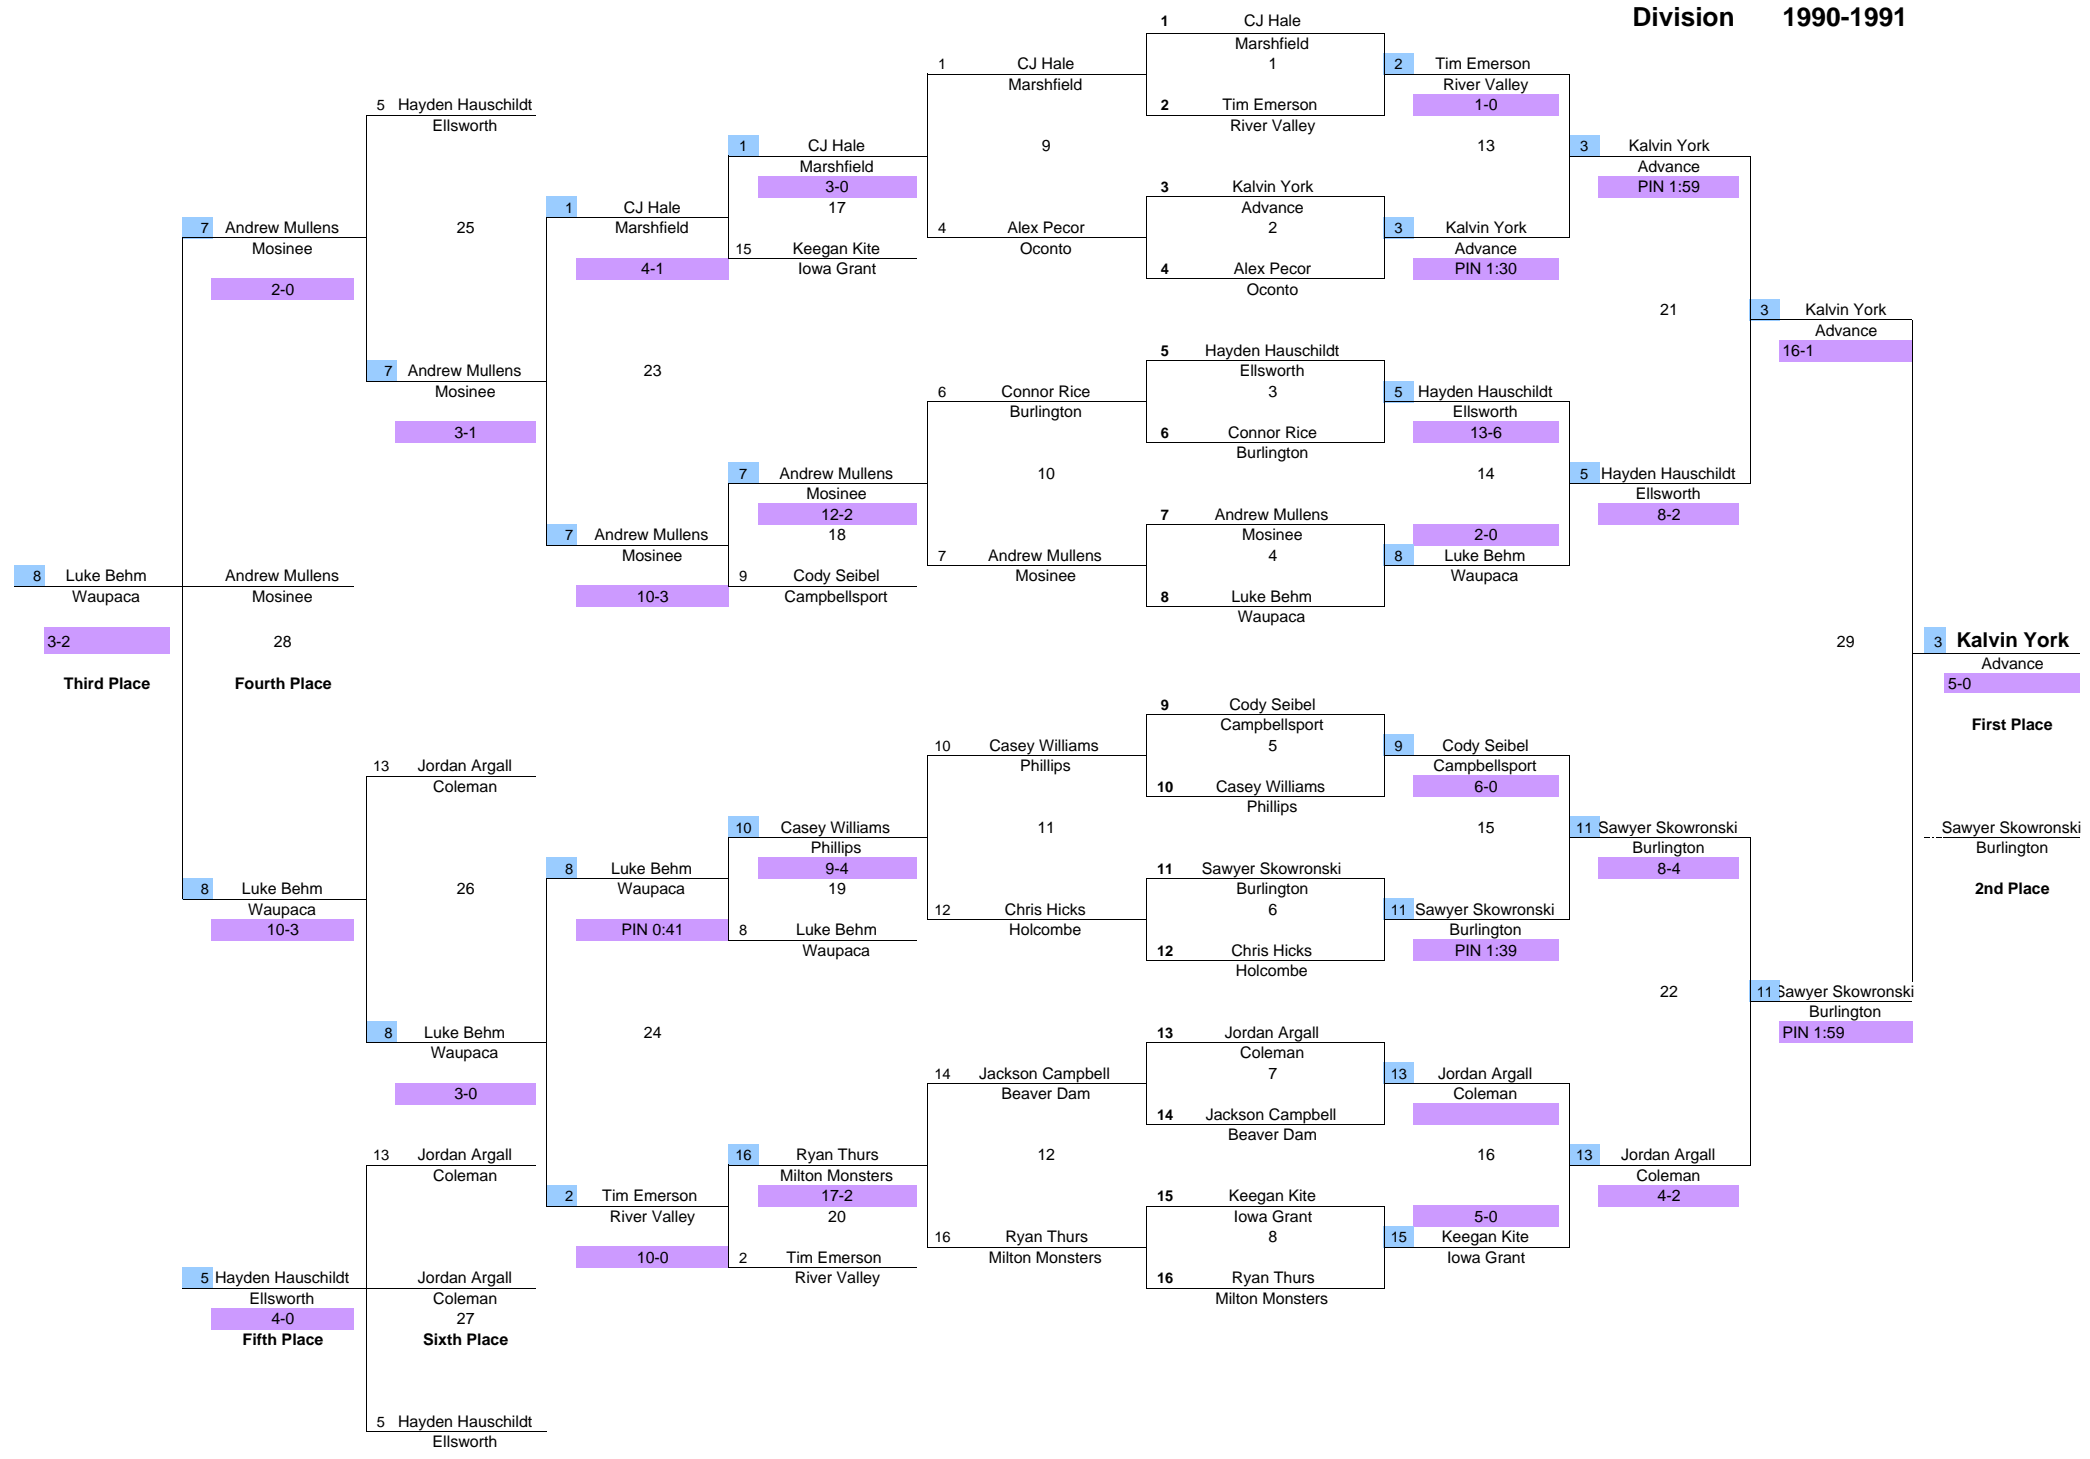 Division 1990-1991
1 CJ Hale
Marshfield
1 CJ Hale
1
2 Tim Emerson
Marshfield
River Valley
5 Hayden Hauschildt
2 Tim Emerson
1-0
Ellsworth
River Valley
1 CJ Hale
9
13
3 Kalvin York
Marshfield
Advance
3-0
3 Kalvin York
PIN 1:59
1 CJ Hale
17
Advance
7 Andrew Mullens
25
Marshfield
4 Alex Pecor
2
3 Kalvin York
Mosinee
15 Keegan Kite
Oconto
Advance
4-1
Iowa Grant
4 Alex Pecor
PIN 1:30
2-0
Oconto
21
3 Kalvin York
Advance
5 Hayden Hauschildt
16-1
7 Andrew Mullens
23
Ellsworth
Mosinee
6 Connor Rice
3
5 Hayden Hauschildt
Burlington
Ellsworth
3-1
6 Connor Rice
13-6
Burlington
7 Andrew Mullens
10
14
5 Hayden Hauschildt
Mosinee
Ellsworth
12-2
7 Andrew Mullens
8-2
7 Andrew Mullens
18
Mosinee
2-0
Mosinee
7 Andrew Mullens
4
8 Luke Behm
8 Luke Behm
Andrew Mullens
9 Cody Seibel
Mosinee
Waupaca
Waupaca
Mosinee
10-3
Campbellsport
8 Luke Behm
Waupaca
3-2
28
29
3 Kalvin York
Advance
Third Place
Fourth Place
5-0
9 Cody Seibel
Campbellsport
First Place
10 Casey Williams
5
9 Cody Seibel
13 Jordan Argall
Phillips
Campbellsport
Coleman
10 Casey Williams
6-0
Phillips
10 Casey Williams
11
15
11 Sawyer Skowronski
Sawyer Skowronski
Phillips
Burlington
Burlington
8 Luke Behm
9-4
11 Sawyer Skowronski
8-4
8 Luke Behm
26
Waupaca
19
Burlington
2nd Place
Waupaca
12 Chris Hicks
6
11 Sawyer Skowronski
10-3
PIN 0:41
8 Luke Behm
Holcombe
Burlington
Waupaca
12 Chris Hicks
PIN 1:39
Holcombe
22
11 Sawyer Skowronski
Burlington
8 Luke Behm
24
13 Jordan Argall
PIN 1:59
Waupaca
Coleman
14 Jackson Campbell
7
13 Jordan Argall
3-0
Beaver Dam
Coleman
14 Jackson Campbell
Beaver Dam
13 Jordan Argall
16 Ryan Thurs
12
16
13 Jordan Argall
Coleman
Milton Monsters
Coleman
2 Tim Emerson
17-2
15 Keegan Kite
4-2
River Valley
20
Iowa Grant
5-0
16 Ryan Thurs
8
15 Keegan Kite
10-0
2 Tim Emerson
Milton Monsters
Iowa Grant
5 Hayden Hauschildt
Jordan Argall
River Valley
16 Ryan Thurs
Ellsworth
Coleman
Milton Monsters
4-0
27
Fifth Place
Sixth Place
5 Hayden Hauschildt
Ellsworth